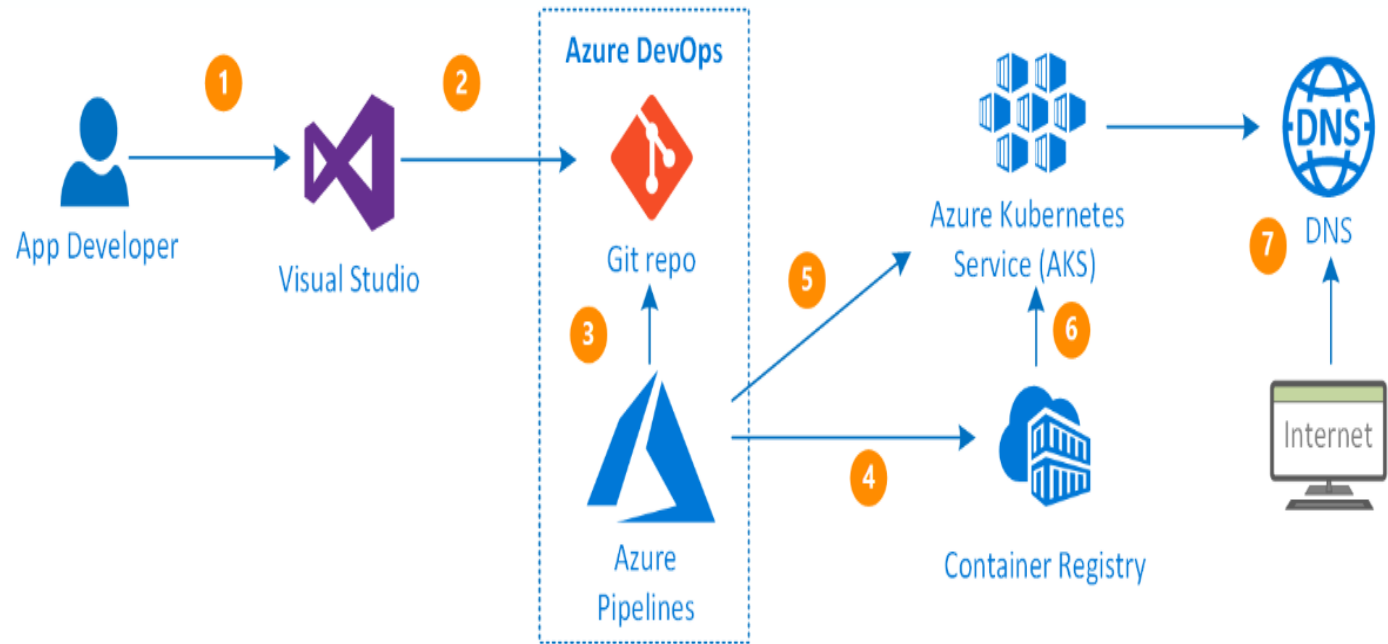 Azure DevOps
1
2
DNS
App Developer
Visual Studio
Git repo
Azure Kubernetes
Service (AKS)
7
DNS
3
5
6
4
Internet
Azure
Pipelines
Container Registry